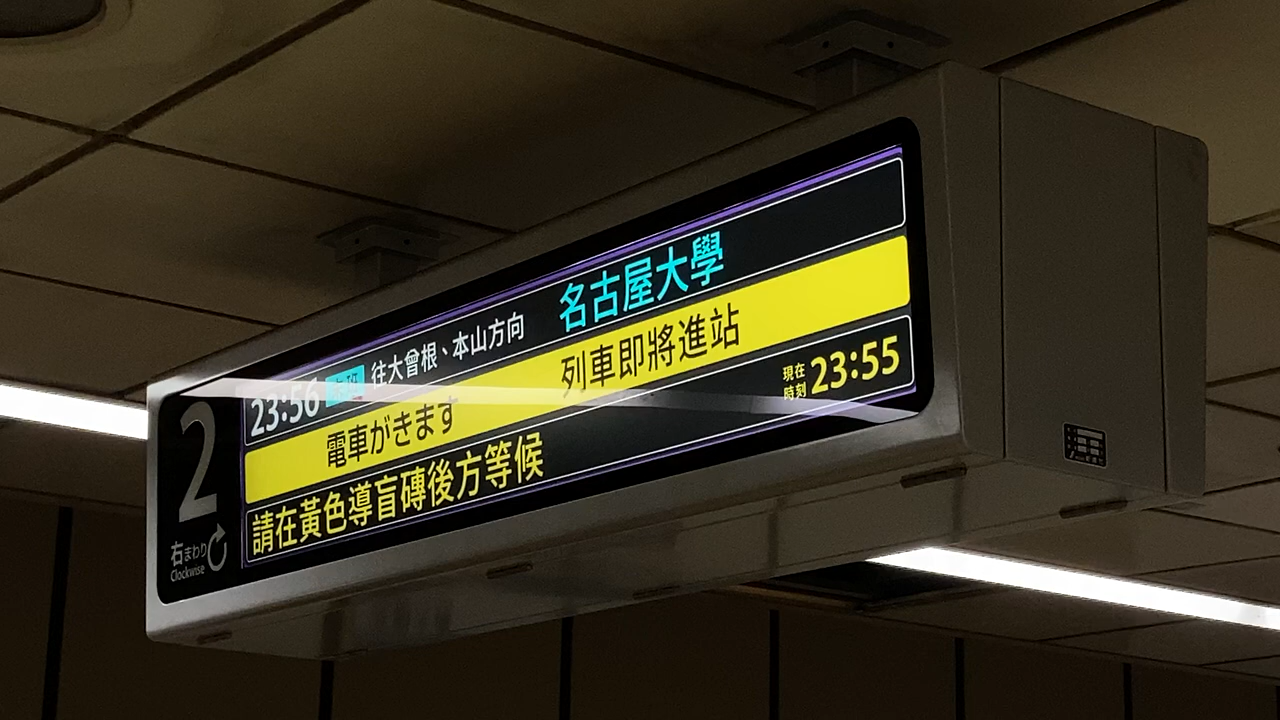 2
右まわり
Clockwise
23:56 往大曾根、本山方向 名古屋大學
電車がきます 列車即將進站
請在黃色導盲磚後方等候
現在時刻 23:55